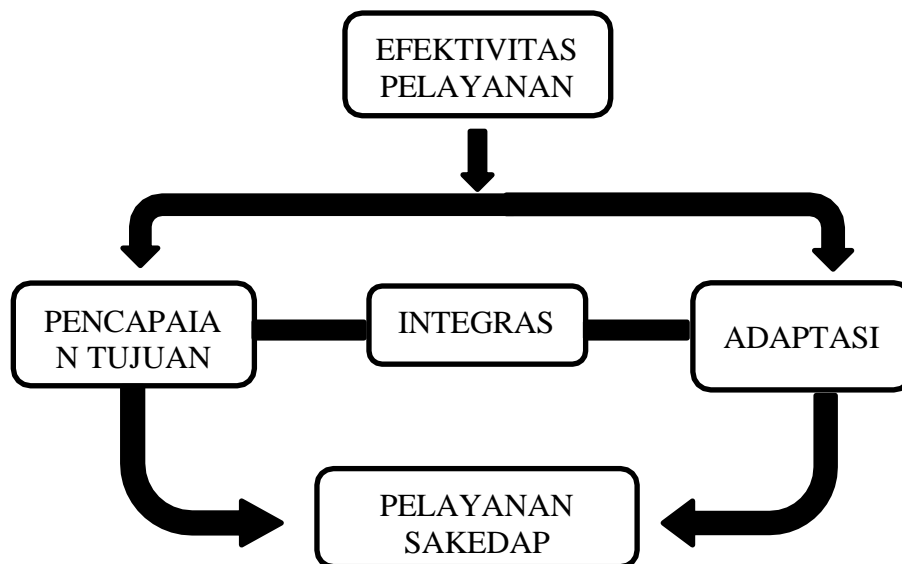 EFEKTIVITAS
PELAYANAN
PENCAPAIA
N TUJUAN
INTEGRAS
ADAPTASI
PELAYANAN
SAKEDAP